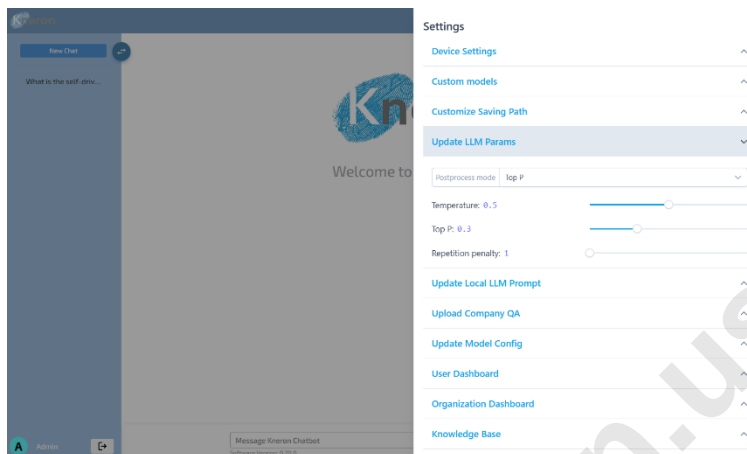 Kneron
New Chat
What is the self-driv...
Kn
Welcome to
Message Kneron Chatbot
A Admin
Settings
Device Settings
Custom models
Customize Saving Path
Update LLM Params
Postprocess mode Top P
Temperature: 0.5
Top P: 0.3
Repetition penalty: 1
Update Local LLM Prompt
Upload Company QA
Update Model Config
User Dashboard
Organization Dashboard
Knowledge Base
n.us